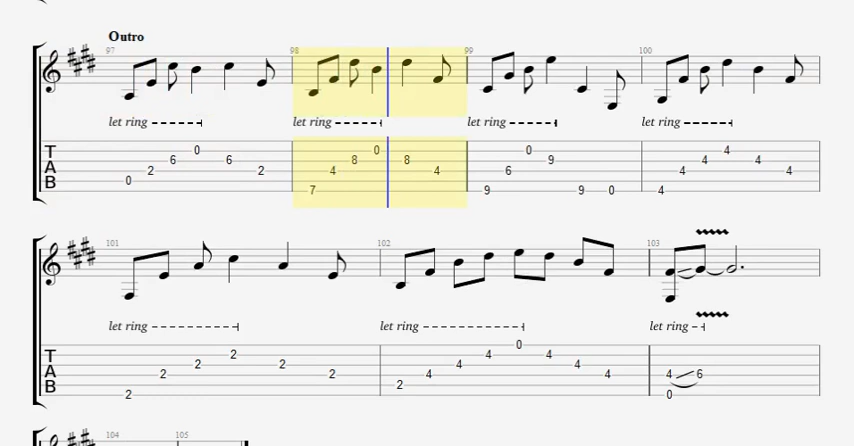 Outro
97 98 99 100
let ring let ring let ring let ring
T 0 0 0 4
A 6 6 8 8 9 4 4
B 2 2 4 4 6 4 4
0
7 9 9 0 4
101 102 103
let ring let ring let ring
T 0
2 4 4
A 2 2 4 4
B 2 2 4 4 4 6
2
2 0
104 105